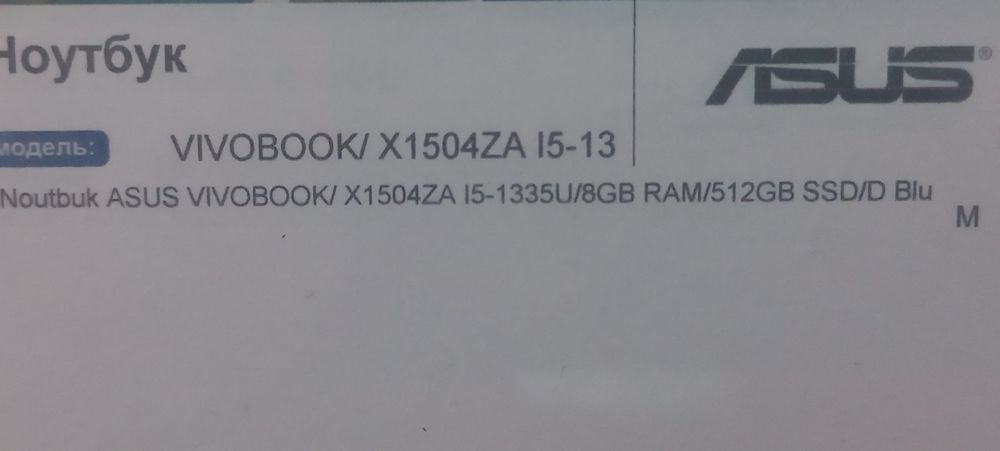 Ноутбук
ASUS®
модель: VIVOBOOK/ X1504ZA I5-13
Noutbuk ASUS VIVOBOOK/ X1504ZA I5-1335U/8GB RAM/512GB SSD/D Blu
M